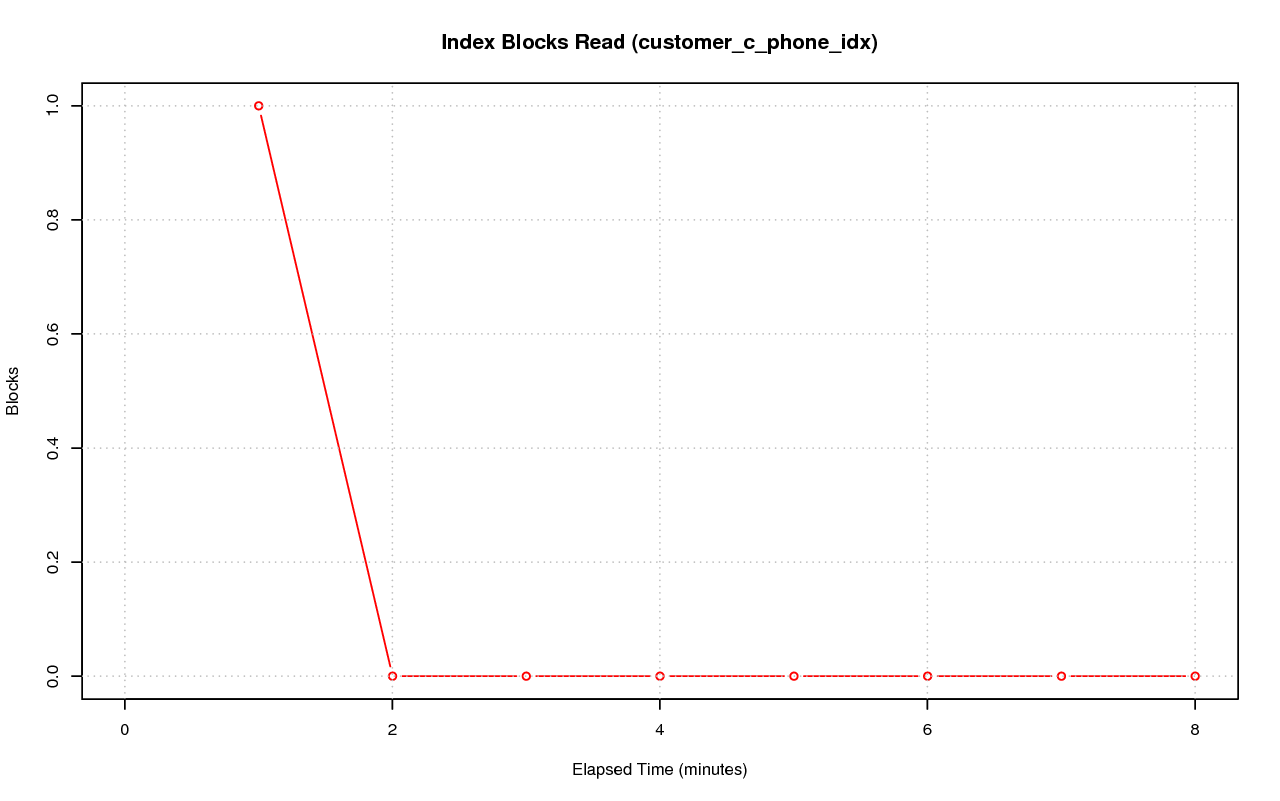 Index Blocks Read (customer_c_phone_idx)
1.0
0.8
0.6
0.4
0.2
0.0
Blocks
0 2 4 6 8
Elapsed Time (minutes)